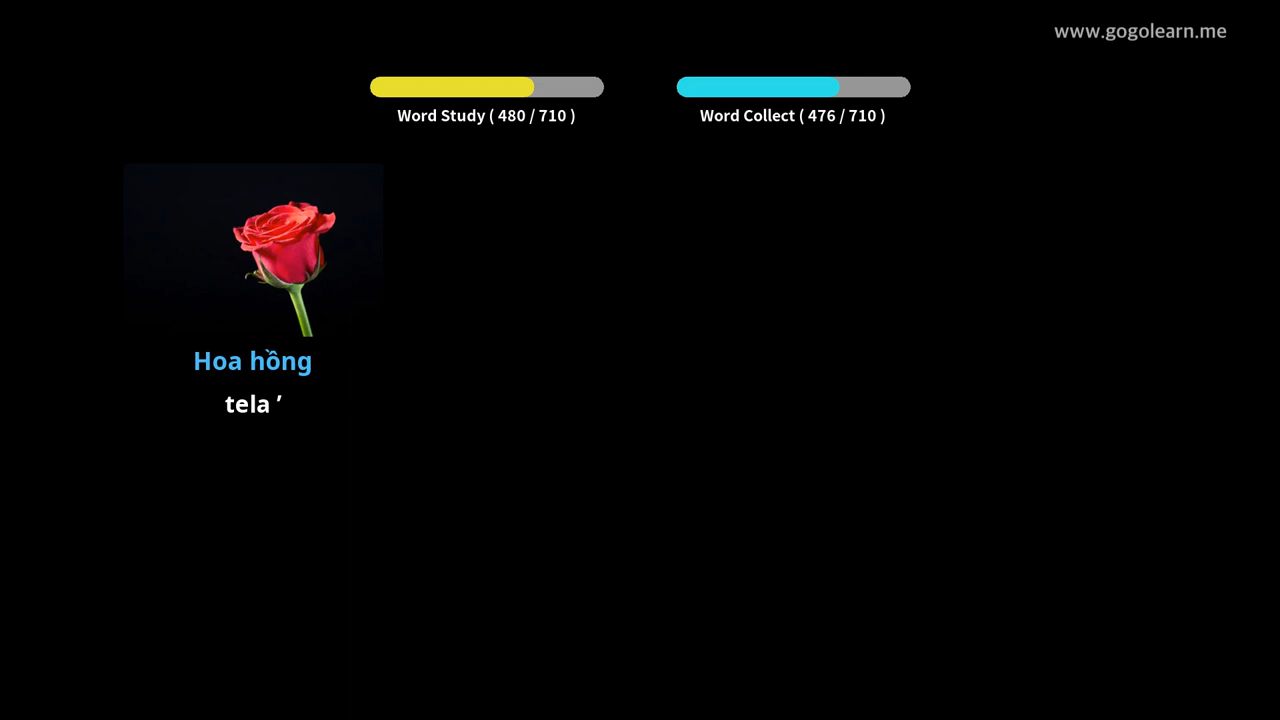 www.gogolearn.me
Word Study ( 480 / 710 )
Word Collect ( 476 / 710 )
Hoa hồng
tela ′